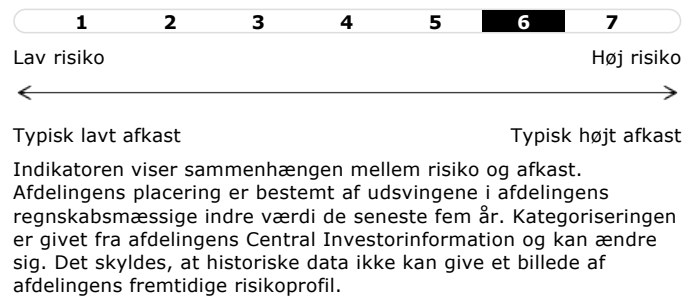 1 2 3 4 5 6 7
Lav risiko Høj risiko
Typisk lavt afkast Typisk højt afkast
Indikatoren viser sammenhængen mellem risiko og afkast.
Afdelingens placering er bestemt af udsvingene i afdelingens
regnskabsmæssige indre værdi de seneste fem år. Kategoriseringen
er givet fra afdelingens Central Investorinformation og kan ændre
sig. Det skyldes, at historiske data ikke kan give et billede af
afdelingens fremtidige risikoprofil.